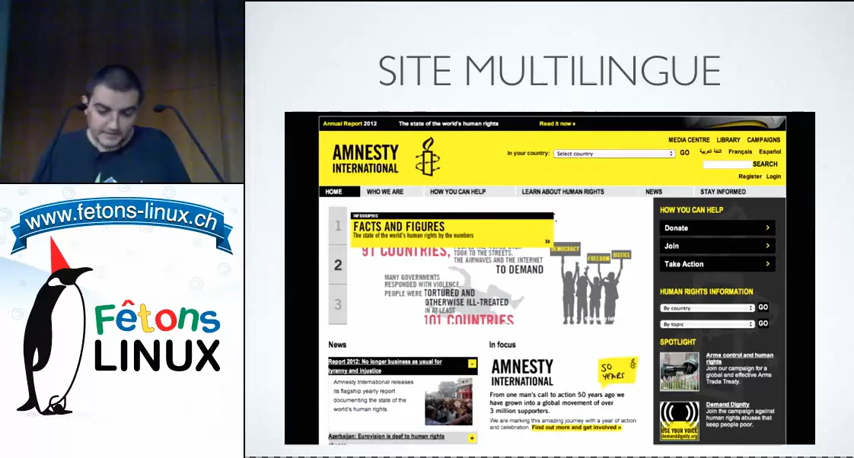 SITE MULTILINGUE
www.fetons-linux.ch
Fêtons
LINUX
Annual Report 2012
The state of the world's human rights
Read it now »
MEDIA CENTRE LIBRARY CAMPAIGNS
AMNESTY
INTERNATIONAL
In your country:
Select country
GO
اللغة العربية Français Español
SEARCH
Register Login
HOME
WHO WE ARE
HOW YOU CAN HELP
LEARN ABOUT HUMAN RIGHTS
NEWS
STAY INFORMED
1
2
3
INFOGRAPHIC
FACTS AND FIGURES
The state of the world's human rights by the numbers
»
91 COUNTRIES,
TOOK TO THE STREETS,
THE AIRWAVES AND THE INTERNET
TO DEMAND
DEMOCRACY
FREEDOM
JUSTICE
MANY GOVERNMENTS
RESPONDED WITH VIOLENCE.
PEOPLE WERE TORTURED AND
OTHERWISE ILL-TREATED
IN AT LEAST
101 COUNTRIES
HOW YOU CAN HELP
Donate
Join
Take Action
HUMAN RIGHTS INFORMATION
By country
GO
By topic
GO
SPOTLIGHT
Arms control and human
rights
Join our campaign for a
global and effective Arms
Trade Treaty.
Demand Dignity
Join the campaign against
human rights abuses that
keep people poor.
USE YOUR VOICE
demanddignity.org
News
Report 2012: No longer business as usual for
tyranny and injustice
Amnesty International releases
its flagship yearly report
documenting the state of the
world's human rights.
Azerbaijan: Eurovision is deaf to human rights
In focus
AMNESTY
INTERNATIONAL
50
YEARS
From one man's call to action 50 years ago we
have grown into a global movement of over
3 million supporters.
We are marking this amazing journey with a year of action
and celebration. Find out more and get involved »